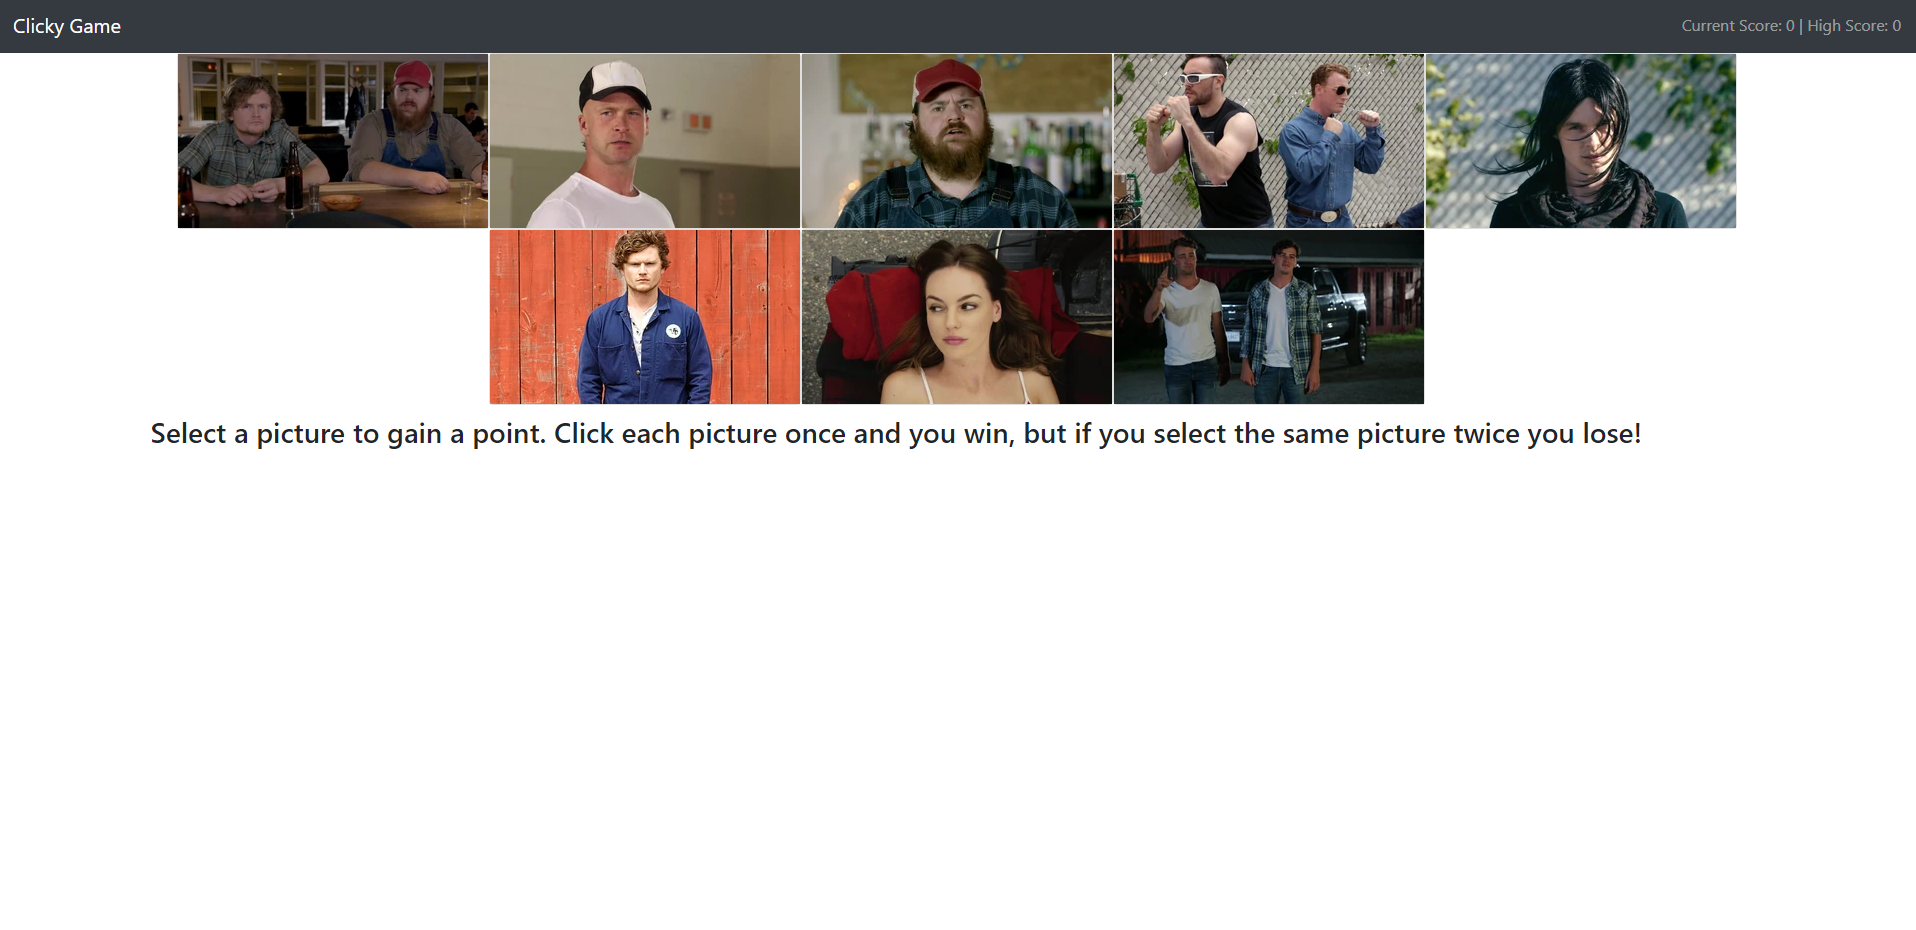 Clicky Game
Current Score: 0 | High Score: 0
Select a picture to gain a point. Click each picture once and you win, but if you select the same picture twice you lose!